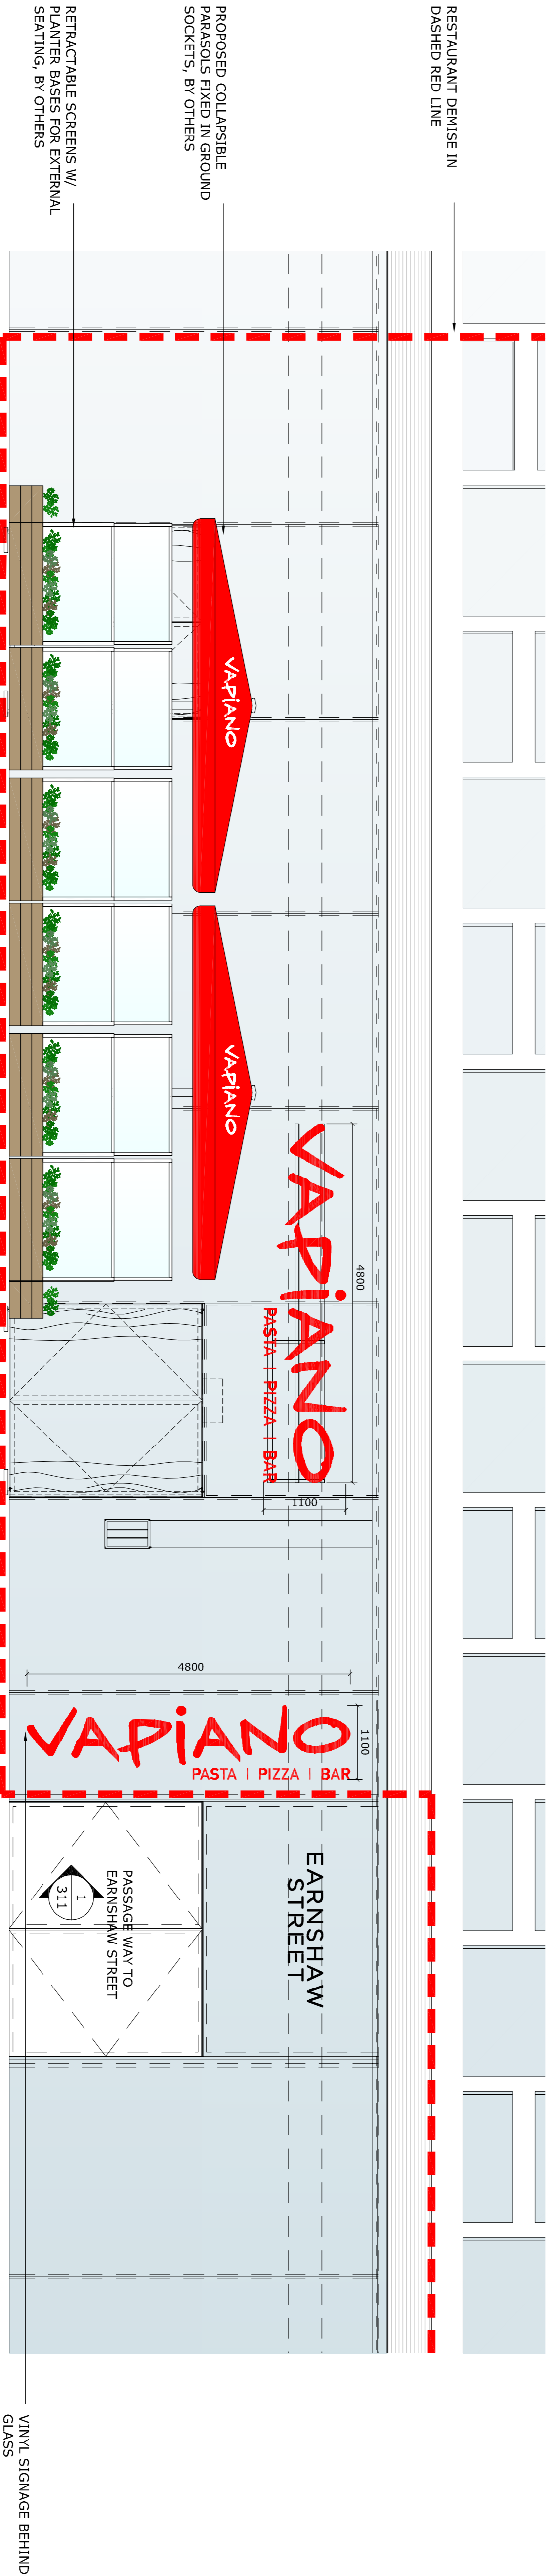 RESTAURANT DEMISE IN
DASHED RED LINE
PROPOSED COLLAPSIBLE
PARASOLS FIXED IN GROUND
SOCKETS, BY OTHERS
RETRACTABLE SCREENS W/
PLANTER BASES FOR EXTERNAL
SEATING, BY OTHERS
VAPiANO
VAPiANO
4800
VAPiANO
PASTA | PIZZA | BAR
1100
4800
1100
VAPiANO
PASTA | PIZZA | BAR
EARNSHAW
STREET
PASSAGE WAY TO
EARNSHAW STREET
1
311
VINYL SIGNAGE BEHIND
GLASS